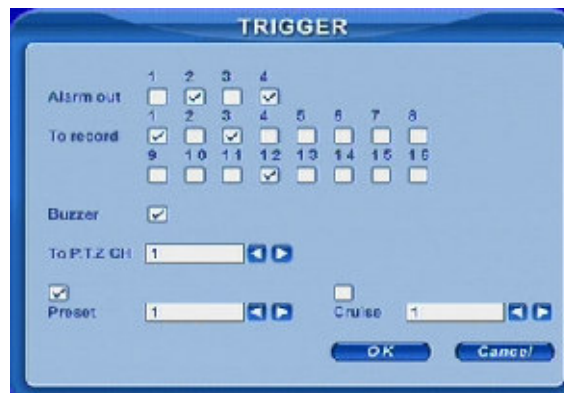 TRIGGER
1 2 3 4
Alarm out
1 2 3 4 5 6 7 8
To record
9 10 11 12 13 14 15 16
Buzzer
To P.T.Z CH 1
Preset 1 Cruise 1
OK Cancel